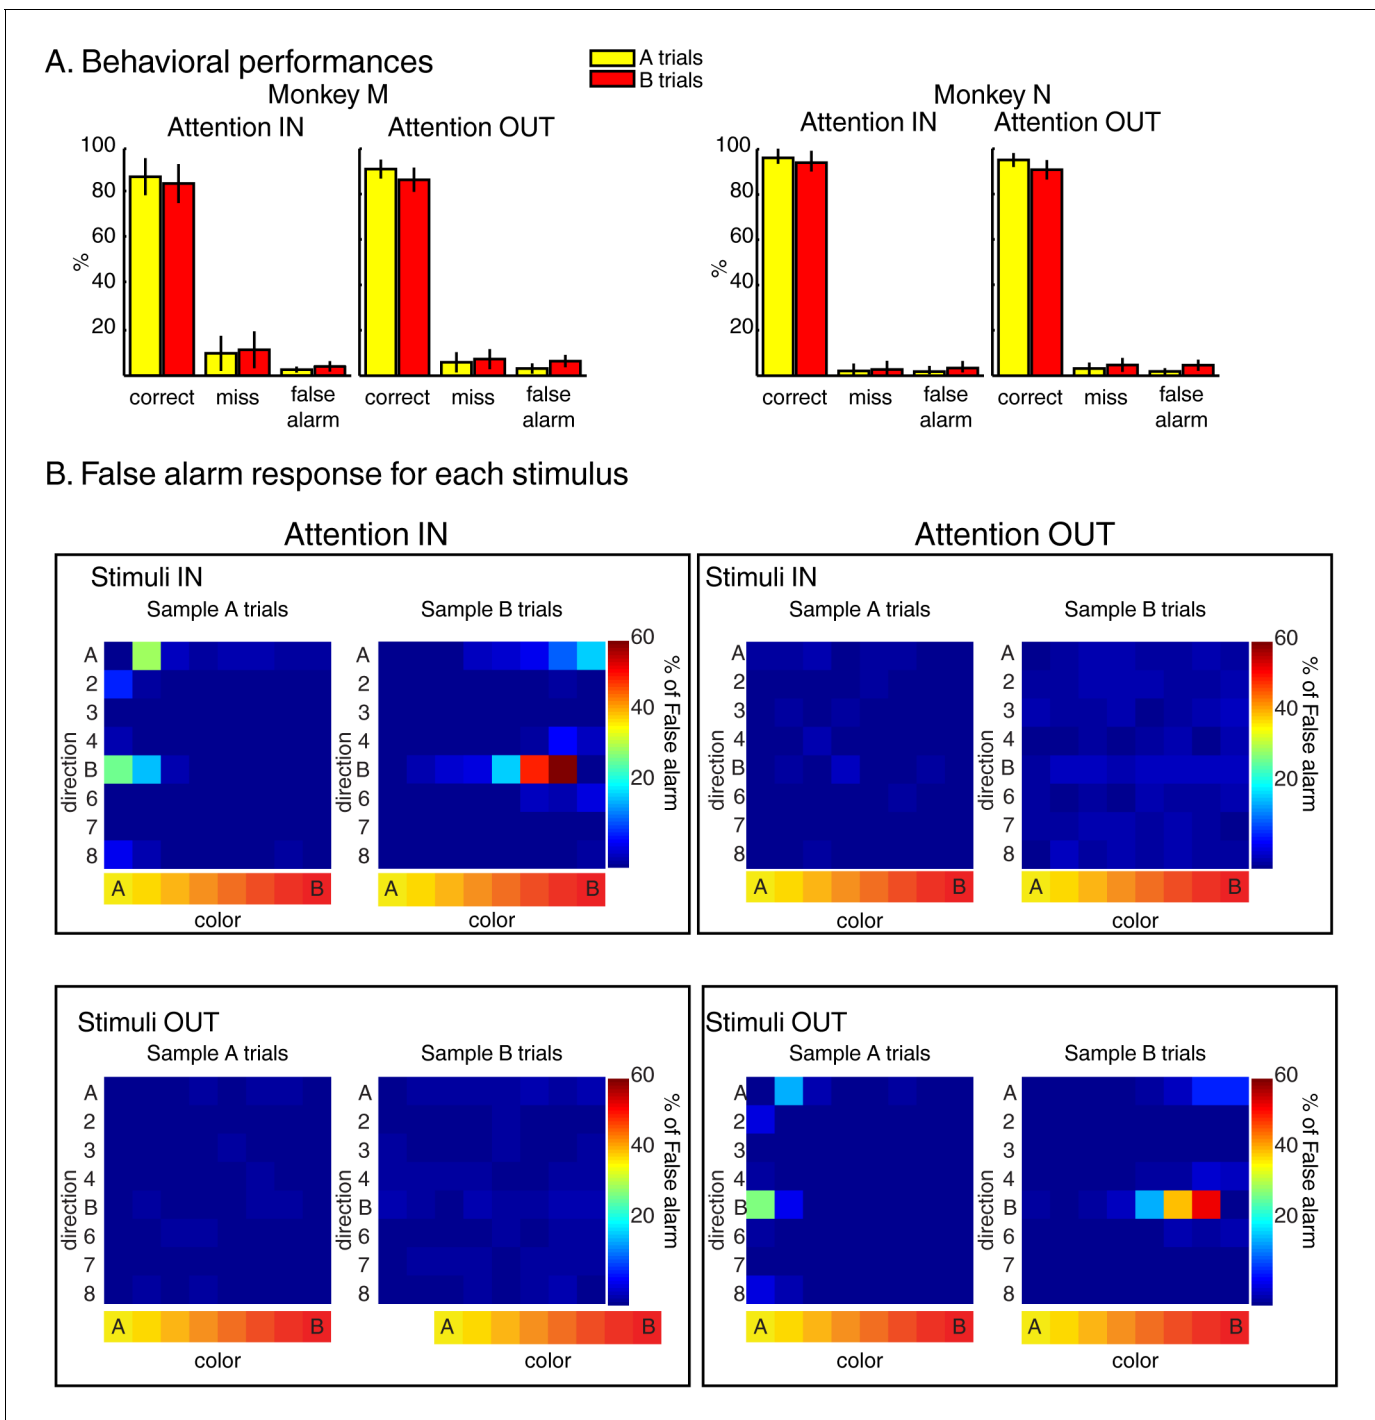 A. Behavioral performances
A trials
B trials
Monkey M
Monkey N
Attention IN
Attention OUT
Attention IN
Attention OUT
100
80
60
40
20
%
correct
miss
false
alarm
correct
miss
false
alarm
100
80
60
40
20
%
correct
miss
false
alarm
correct
miss
false
alarm
B. False alarm response for each stimulus
Attention IN
Attention OUT
Stimuli IN
Sample A trials
Sample B trials
direction
A
2
3
4
B
6
7
8
A B
color
direction
A
2
3
4
B
6
7
8
A B
color
60
40
20
% of False alarm
Stimuli IN
Sample A trials
Sample B trials
direction
A
2
3
4
B
6
7
8
A B
color
direction
A
2
3
4
B
6
7
8
A B
color
60
40
20
% of False alarm
Stimuli OUT
Sample A trials
Sample B trials
direction
A
2
3
4
B
6
7
8
A B
color
direction
A
2
3
4
B
6
7
8
A B
color
60
40
20
% of False alarm
Stimuli OUT
Sample A trials
Sample B trials
direction
A
2
3
4
B
6
7
8
A B
color
direction
A
2
3
4
B
6
7
8
A B
color
60
40
20
% of False alarm